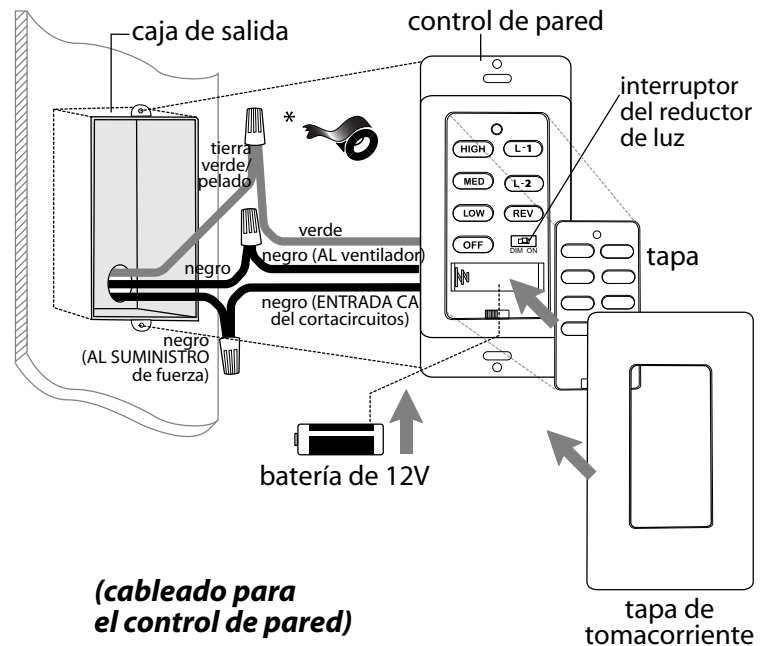 caja de salida
control de pared
interruptor
del reductor
de luz
*
tierra
verde/
pelado
HIGH
L-1
MED
L-2
LOW
REV
OFF
DIM ON
tapa
verde
negro
negro (AL ventilador)
negro (ENTRADA CA
del cortacircuitos)
negro
(AL SUMINISTRO
de fuerza)
batería de 12V
(cableado para
el control de pared)
tapa de
tomacorriente